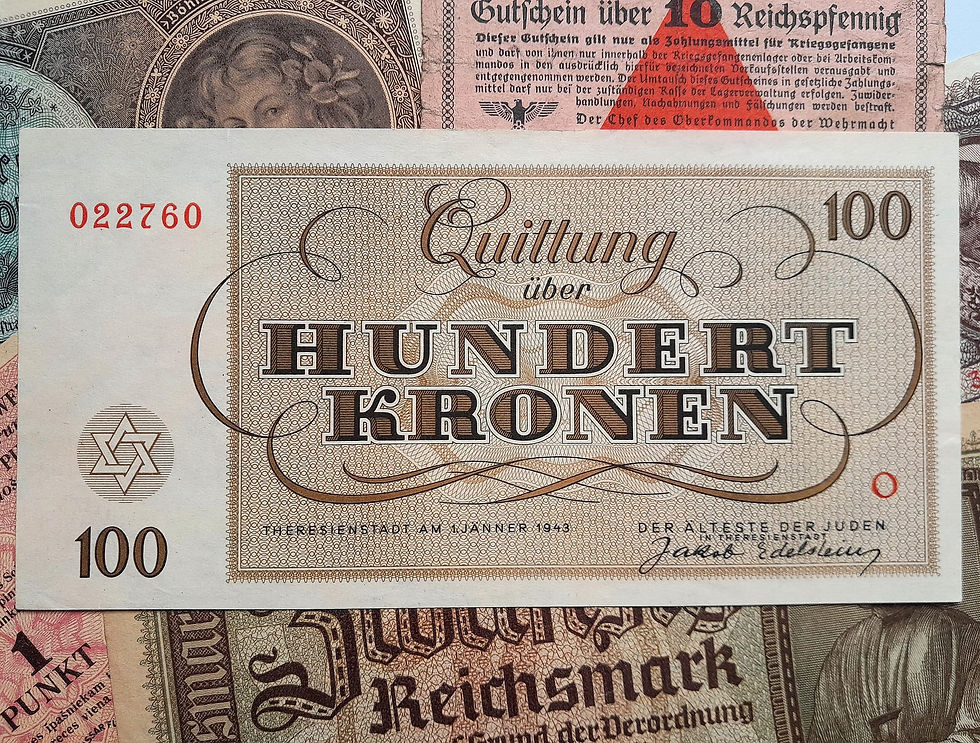 Böhm
Gutschein über 10 Reichspfennig
Dieser Gutschein gilt nur als Zahlungsmittel für Kriegsgefangene
und darf von ihnen nur innerhalb der Kriegsgefangenenlager oder bei Arbeitskom-
mandos in den ausdrücklich hierfür bezeichneten Verkaufsstellen verausgabt und
entgegengenommen werden. Der Umtausch dieses Gutscheines in gesetzliche Zahlungs-
mittel darf nur bei der zuständigen Kasse der Lagerverwaltung erfolgen. Zuwider-
handlungen, Nachahmungen und Fälschungen werden bestraft.
Der Chef des Oberkommandos der Wehrmacht
022760
Quittung
100
über
HUNDERT
KRONEN
O
100
THERESIENSTADT AM 1.JÄNNER 1943
DER ÄLTESTE DER JUDEN
IN THERESIENSTADT
Jakob Edelstein
1
PUNKT
Reichsmark
Grund der Verordnung